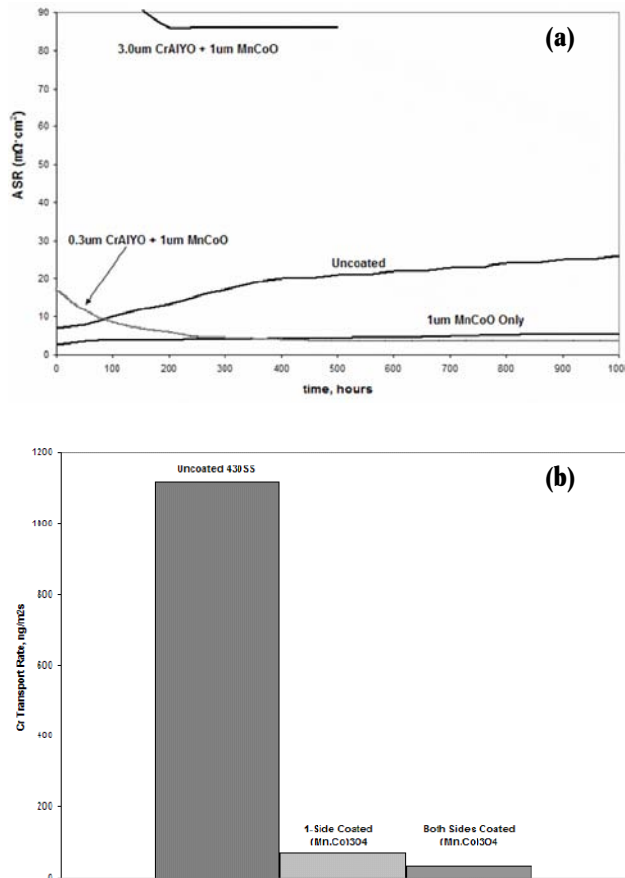 90
(a)
80
3.0um CrAlYO + 1um MnCoO
70
60
ASR (mΩ·cm²)
50
40
0.3um CrAlYO + 1um MnCoO
30
Uncoated
20
10
1um MnCoO Only
0
0 100 200 300 400 500 600 700 800 900 1000
time, hours
1200
Uncoated 430SS
(b)
1000
800
Cr Transport Rate, ng/m2s
600
400
200
1-Side Coated
(Mn,Co)3O4
Both Sides Coated
(Mn,Co)3O4
0